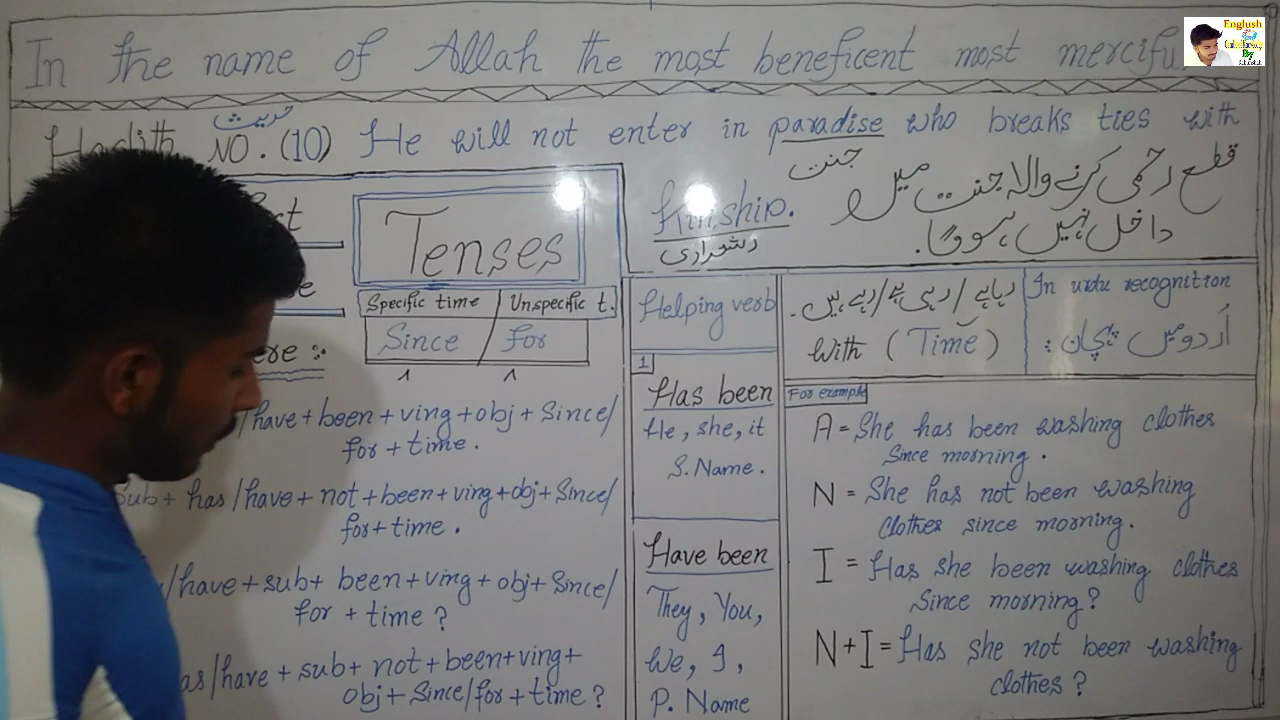 In the name of Allah the most beneficent most merciful.
حدیث
Hadith NO. (10) He will not enter in paradise who breaks ties with
جنت
Kinship.
رشتداری
قطع رحمی کرنے والا جنت میں
داخل نہیں ہوگا.
Tenses
Specific time Unspecific t.
Since For
ere :
/have + been + ving + obj + Since/
for + time.
Sub + has/have + not + been + ving + obj + Since/
for + time.
/have + sub + been + ving + obj + Since/
for + time ?
as/have + sub + not + been + ving +
obj + Since/for + time ?
Helping verb
1
Has been
He, she, it
S. Name.
Have been
They, You,
We, I,
P. Name
رہا ہے / رہی ہے / رہے ہیں.
With (Time)
In urdu recognition
اُردو میں پہچان :
For example
A = She has been washing clothes
Since morning.
N = She has not been washing
clothes since morning.
I = Has she been washing clothes
Since morning?
N+I = Has she not been washing
clothes ?
Englush
By